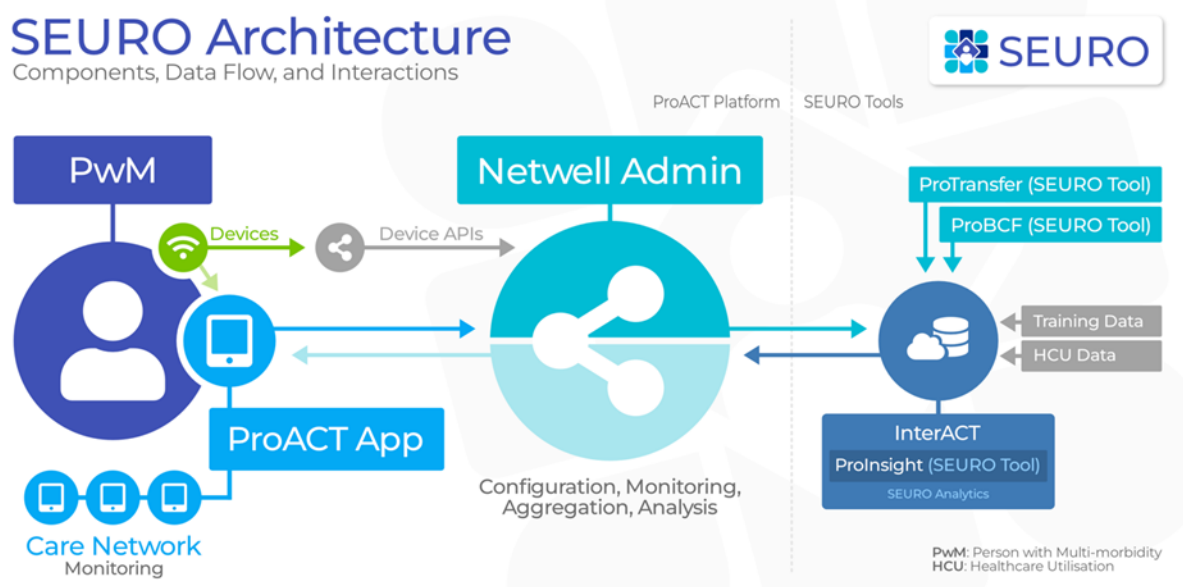 SEURO Architecture
Components, Data Flow, and Interactions
SEURO
ProACT Platform
SEURO Tools
PwM
Netwell Admin
ProTransfer (SEURO Tool)
ProBCF (SEURO Tool)
Devices
Device APIs
Training Data
HCU Data
ProACT App
InterACT
ProInsight (SEURO Tool)
SEURO Analytics
Configuration, Monitoring,
Aggregation, Analysis
Care Network
Monitoring
PwM: Person with Multi-morbidity
HCU: Healthcare Utilisation